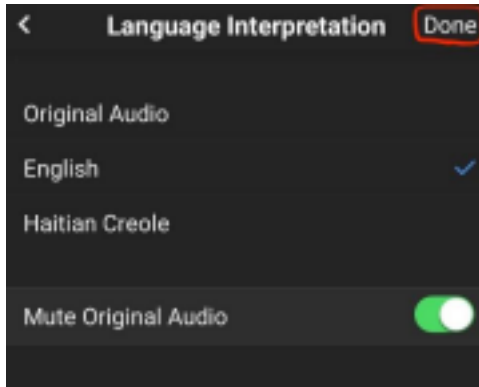 Language Interpretation Done
Original Audio
English
Haitian Creole
Mute Original Audio